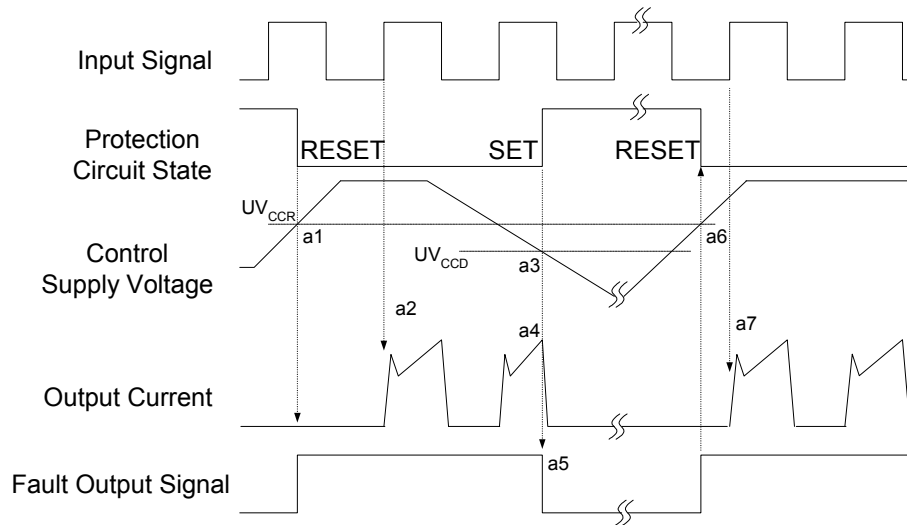 Input Signal
Protection
Circuit State
RESET
SET
RESET
UVCCR
a1
a6
Control
Supply Voltage
UVCCD
a3
a2
a4
a7
Output Current
a5
Fault Output Signal